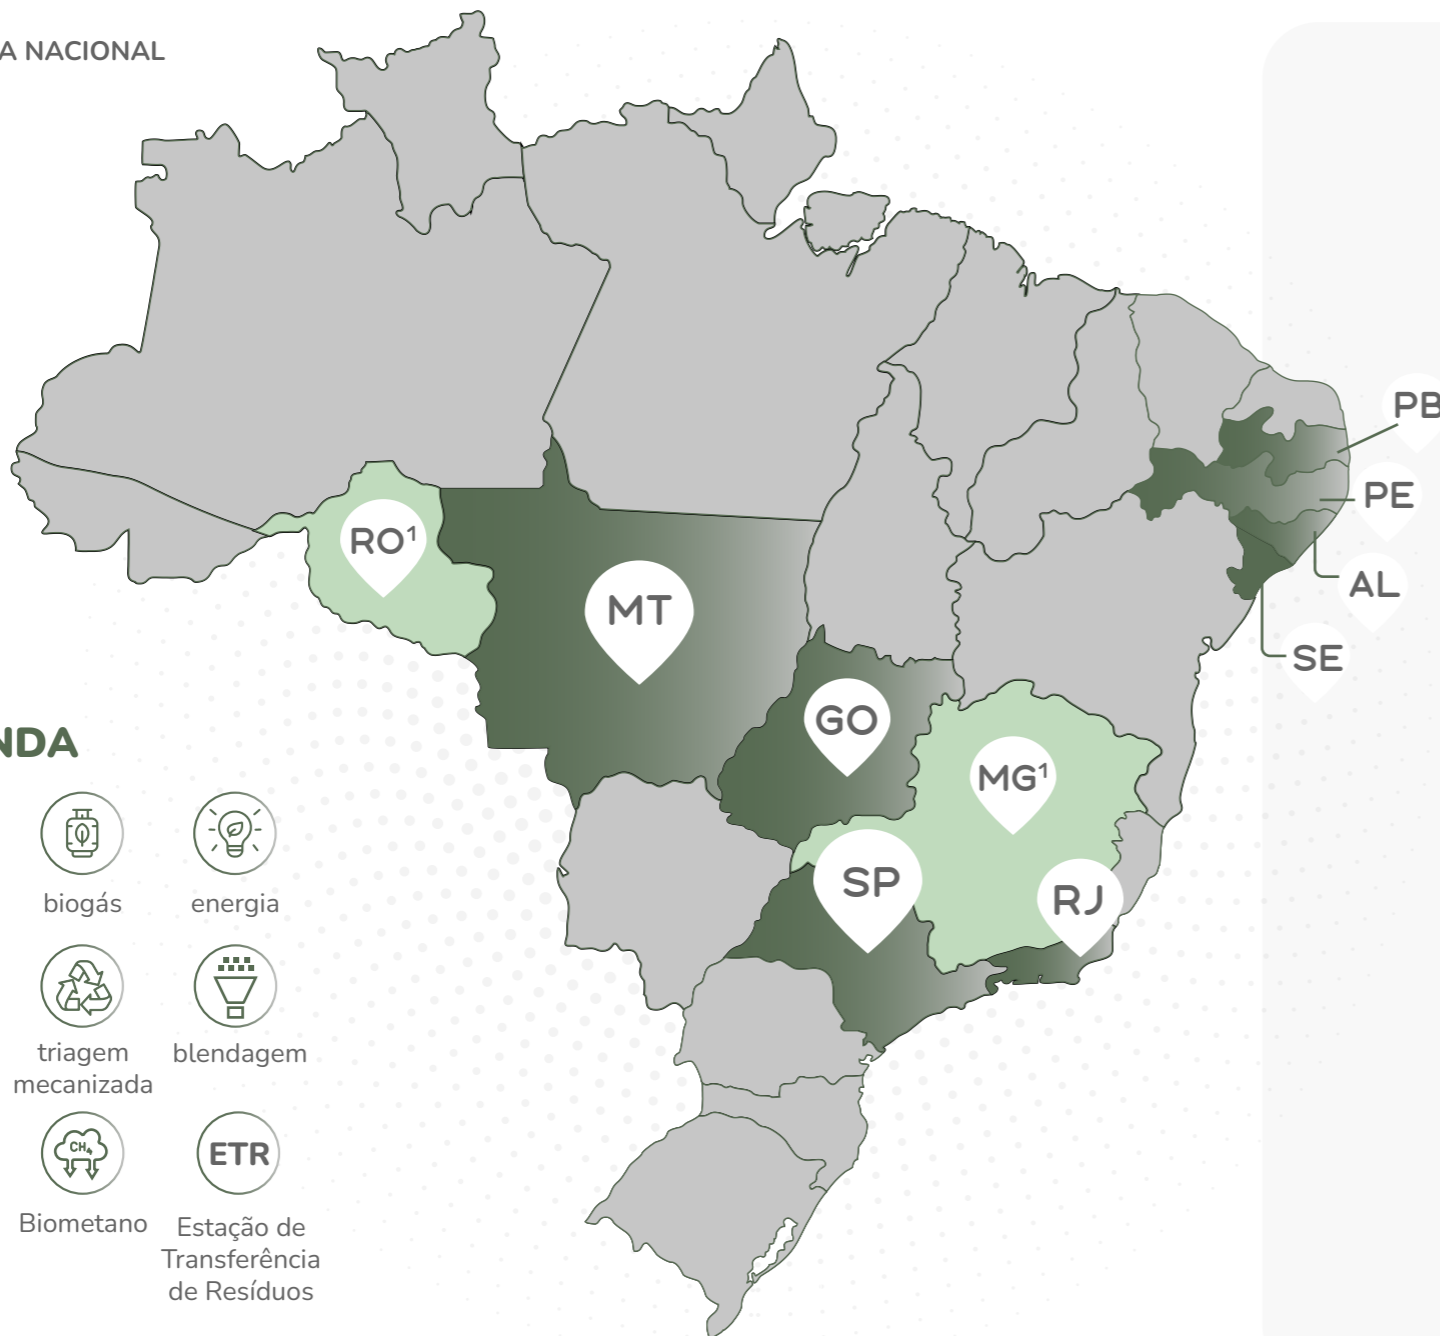 A NACIONAL
PB
PE
AL
SE
RO¹
MT
GO
MG¹
SP
RJ
NDA
biogás
energia
triagem
mecanizada
blendagem
CH₄
Biometano
ETR
Estação de
Transferência
de Resíduos